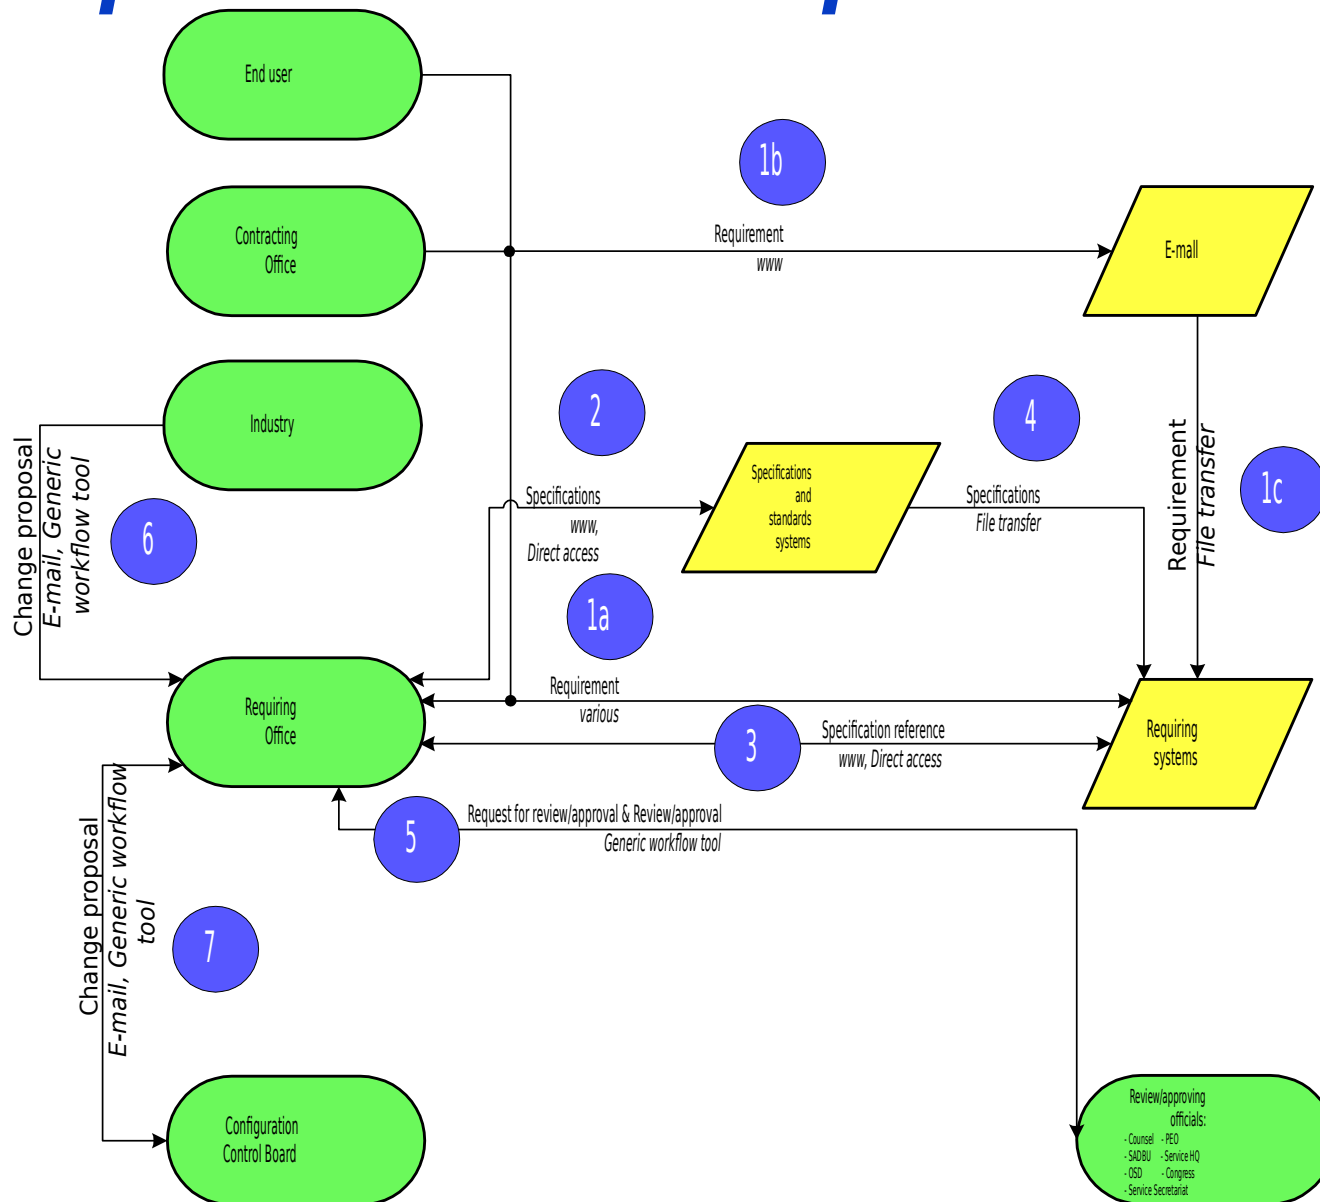 End user
1b
Contracting
Office
Requirement
www
E-mall
Industry
2
4
Specifications
www,
Direct access
Specifications
and
standards
systems
Specifications
File transfer
Requirement
File transfer
1c
Change proposal
E-mail, Generic
workflow tool
6
1a
Requiring
Office
Requirement
various
3
Specification reference
www, Direct access
Requiring
systems
5
Request for review/approval & Review/approval
Generic workflow tool
Change proposal
E-mail, Generic workflow
tool
7
Configuration
Control Board
Review/approving
officials:
- Counsel - PEO
- SADBU - Service HQ
- OSD - Congress
- Service Secretariat